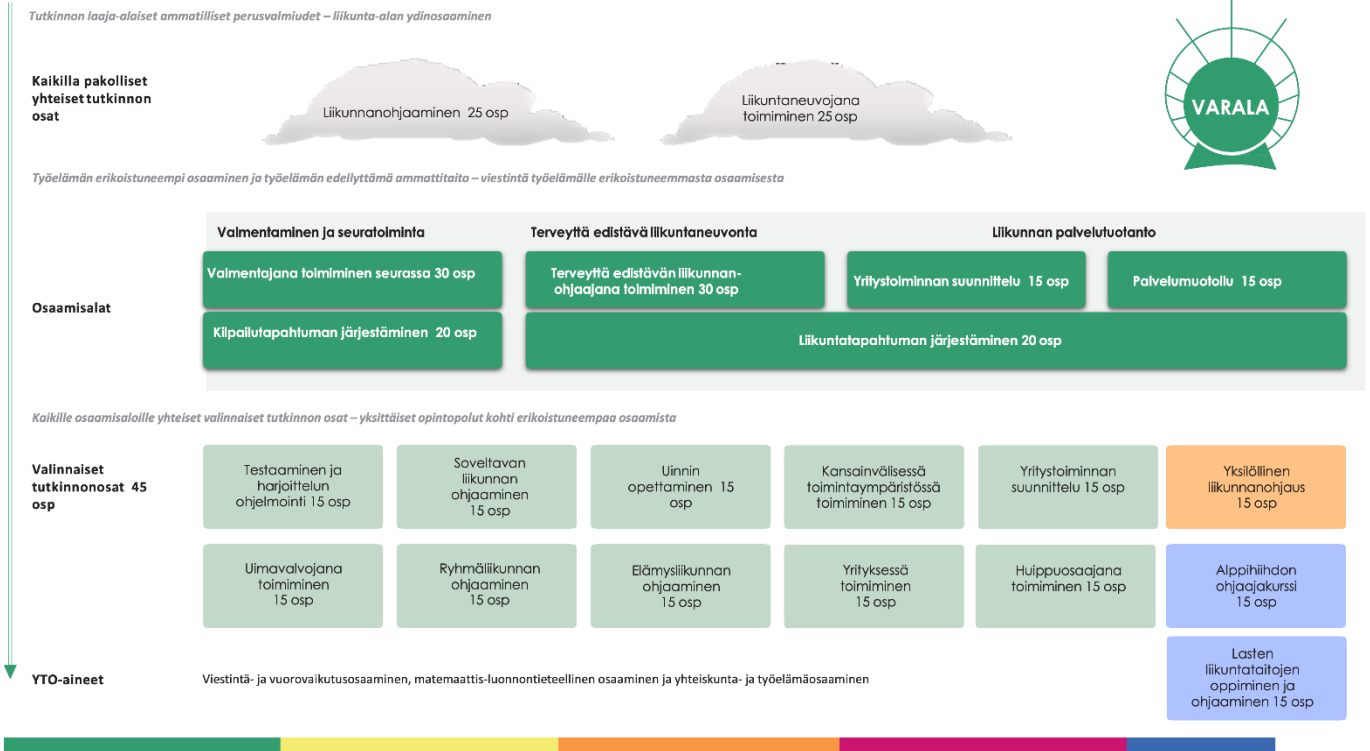 Tutkinnon laaja-alaiset ammatilliset perusvalmiudet – liikunta-alan ydinosaaminen
Kaikilla pakolliset
yhteiset tutkinnon
osat
Liikunnanohjaaminen 25 osp
Liikuntaneuvojana
toimiminen 25 osp
VARALA
Työelämän erikoistuneempi osaaminen ja työelämän edellyttämä ammattitaito – viestintä työelämälle erikoistuneemmasta osaamisesta
Osaamisalat
Valmentaminen ja seuratoiminta
Terveyttä edistävä liikuntaneuvonta
Liikunnan palvelutuotanto
Valmentajana toimiminen seurassa 30 osp
Terveyttä edistävän liikunnan-
ohjaajana toimiminen 30 osp
Yritystoiminnan suunnittelu 15 osp
Palvelumuotoilu 15 osp
Kilpailutapahtuman järjestäminen 20 osp
Liikuntatapahtuman järjestäminen 20 osp
Kaikille osaamisaloille yhteiset valinnaiset tutkinnon osat – yksittäiset opintopolut kohti erikoistuneempaa osaamista
Valinnaiset
tutkinnonosat 45
osp
Testaaminen ja
harjoittelun
ohjelmointi 15 osp
Soveltavan
liikunnan
ohjaaminen
15 osp
Uinnin
opettaminen 15
osp
Kansainvälisessä
toimintaympäristössä
toimiminen 15 osp
Yritystoiminnan
suunnittelu 15 osp
Yksilöllinen
liikunnanohjaus
15 osp
Uimavalvojana
toimiminen
15 osp
Ryhmäliikunnan
ohjaaminen
15 osp
Elämysliikunnan
ohjaaminen
15 osp
Yrityksessä
toimiminen
15 osp
Huippuosaajana
toimiminen 15 osp
Alppihiihdon
ohjaajakurssi
15 osp
Lasten
liikuntataitojen
oppiminen ja
ohjaaminen 15 osp
YTO-aineet
Viestintä- ja vuorovaikutusosaaminen, matemaattis-luonnontieteellinen osaaminen ja yhteiskunta- ja työelämäosaaminen